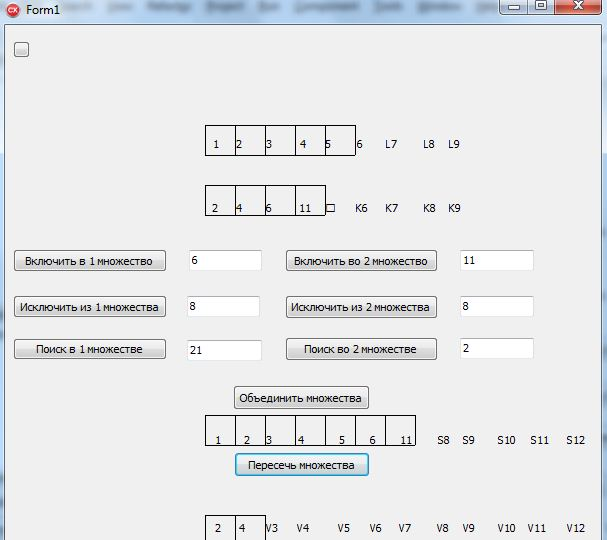 Form1
1 2 3 4 5 6 L7 L8 L9
2 4 6 11 □ K6 K7 K8 K9
Включить в 1 множество 6 Включить во 2 множество 11
Исключить из 1 множества 8 Исключить из 2 множества 8
Поиск в 1 множестве 21 Поиск во 2 множестве 2
Объединить множества
1 2 3 4 5 6 11 S8 S9 S10 S11 S12
Пересечь множества
2 4 V3 V4 V5 V6 V7 V8 V9 V10 V11 V12